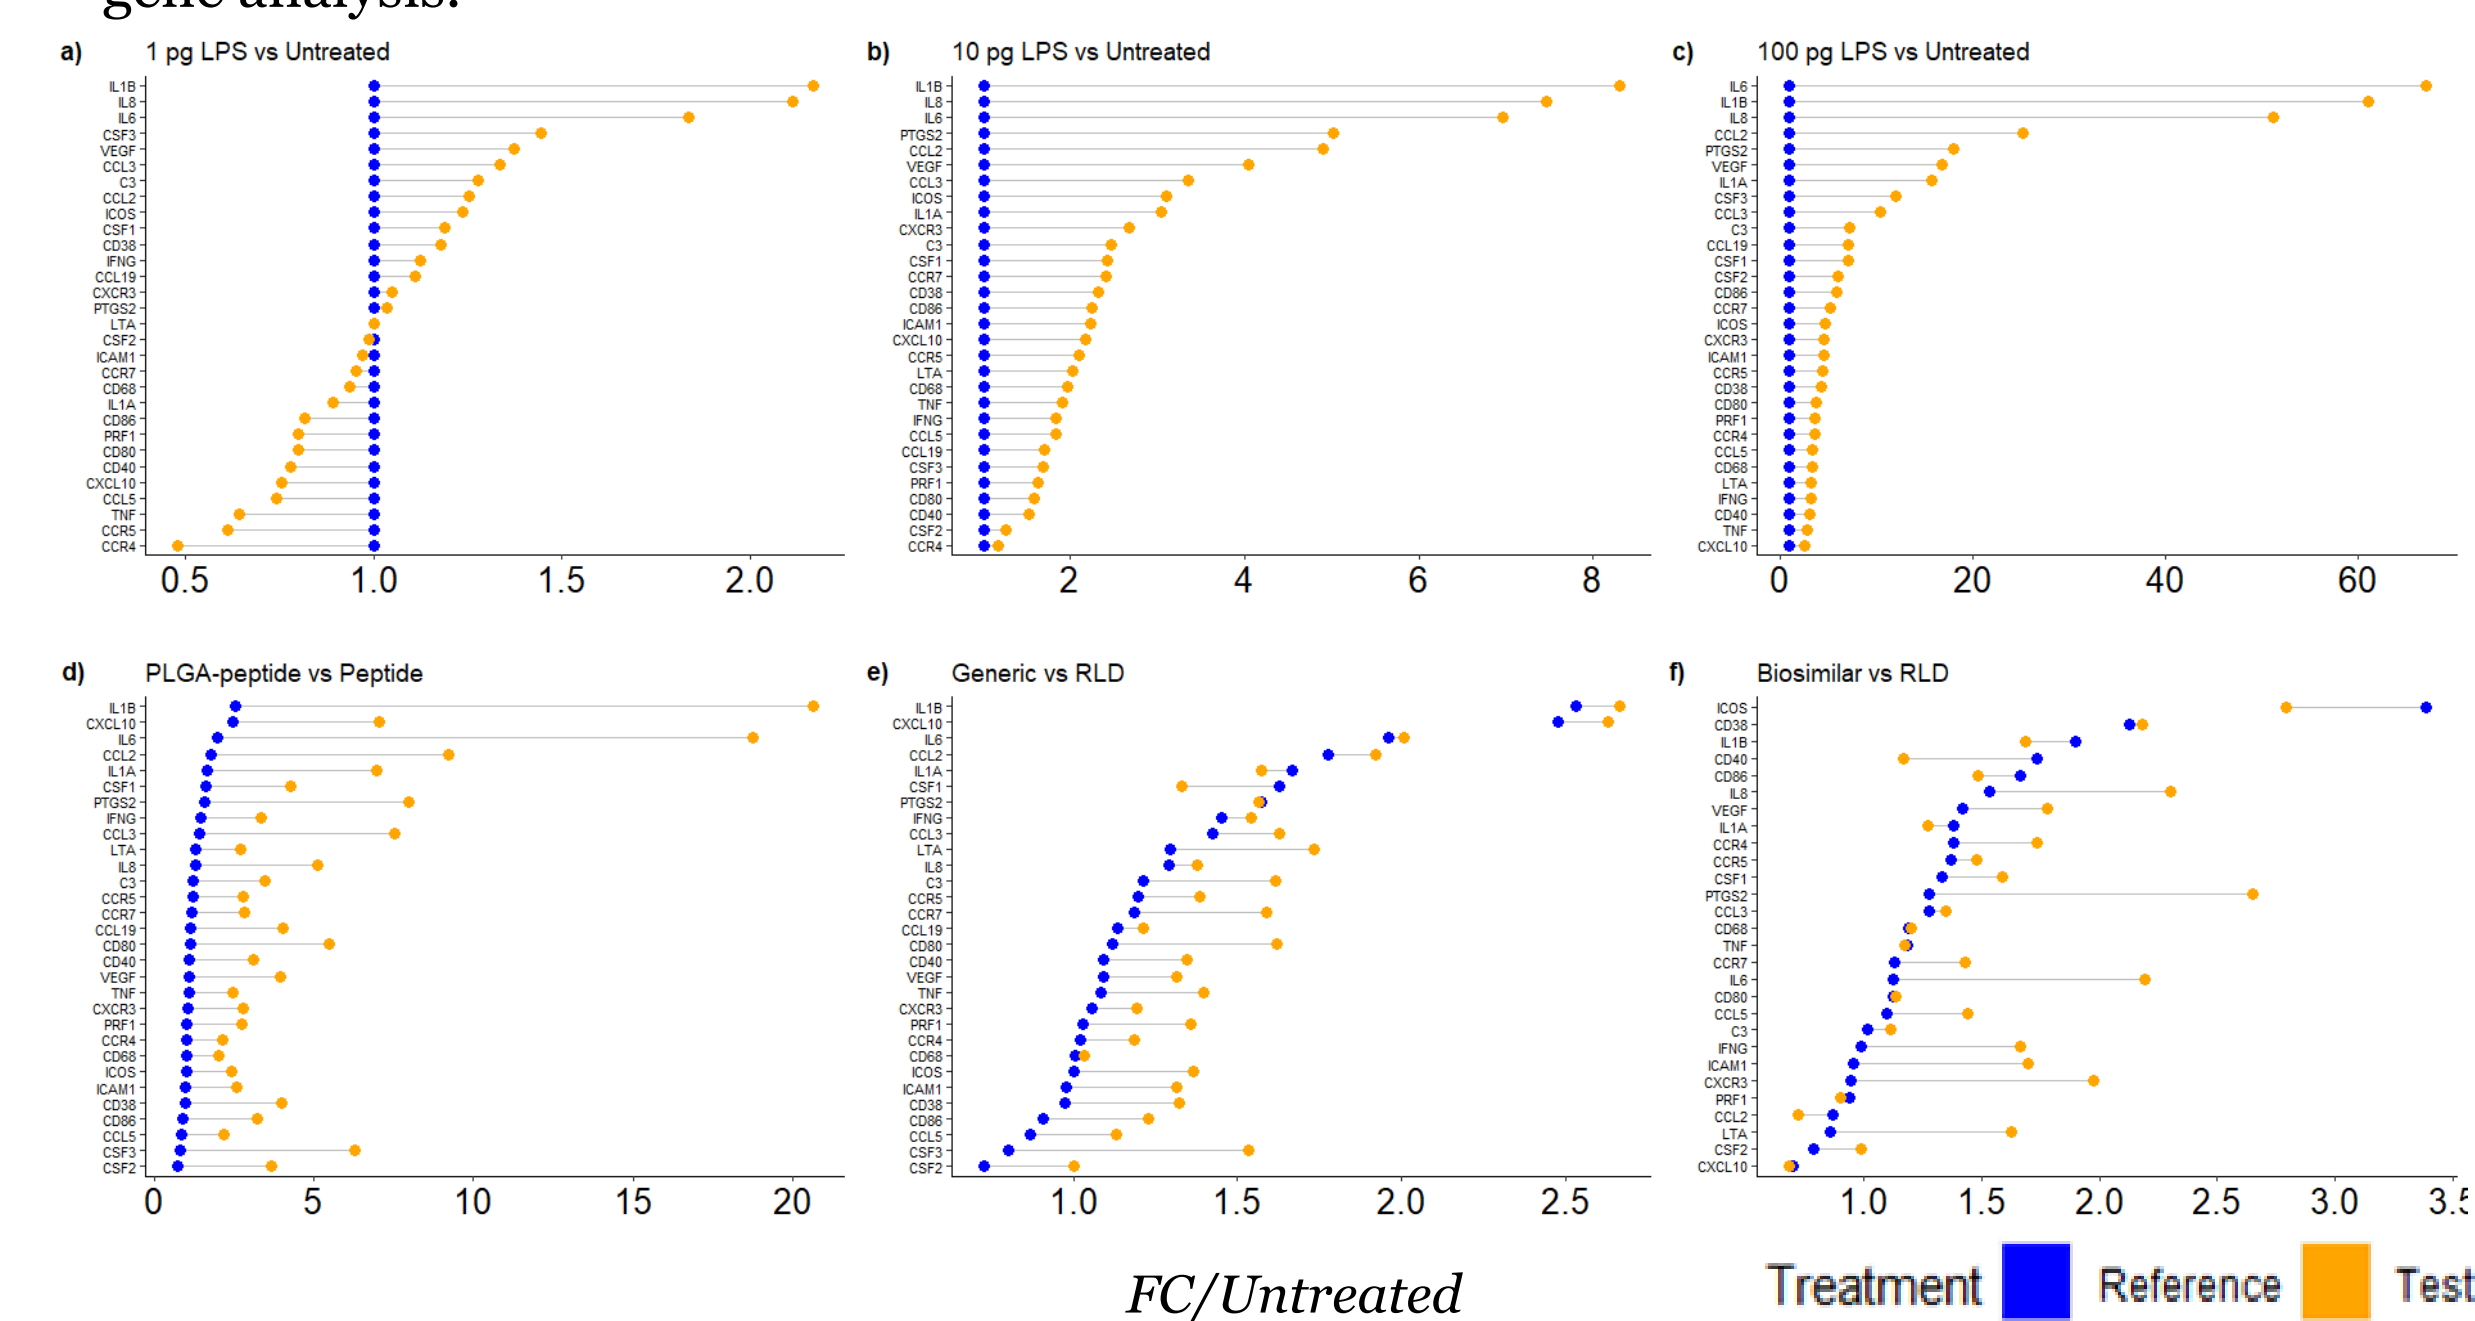 gene analysis.
a) 1 pg LPS vs Untreated
IL1B
IL8
IL6
CSF3
VEGF
CCL3
C3
CCL2
ICOS
CSF1
CD38
IFNG
CCL19
CXCR3
PTGS2
LTA
CSF2
ICAM1
CCR7
CD68
IL1A
CD86
PRF1
CD80
CD40
CXCL10
CCL5
TNF
CCR5
CCR4
0.5 1.0 1.5 2.0
b) 10 pg LPS vs Untreated
IL1B
IL8
IL6
PTGS2
CCL2
VEGF
CCL3
ICOS
IL1A
CXCR3
C3
CSF1
CCR7
CD38
CD86
ICAM1
CXCL10
CCR5
LTA
CD68
TNF
IFNG
CCL5
CCL19
CSF3
PRF1
CD80
CD40
CSF2
CCR4
2 4 6 8
c) 100 pg LPS vs Untreated
IL6
IL1B
IL8
CCL2
PTGS2
VEGF
IL1A
CSF3
CCL3
C3
CCL19
CSF1
CSF2
CD86
CCR7
ICOS
CXCR3
ICAM1
CCR5
CD38
CD80
PRF1
CCR4
CCL5
CD68
LTA
IFNG
CD40
TNF
CXCL10
0 20 40 60
d) PLGA-peptide vs Peptide
IL1B
CXCL10
IL6
CCL2
IL1A
CSF1
PTGS2
IFNG
CCL3
LTA
IL8
C3
CCR5
CCR7
CCL19
CD80
CD40
VEGF
TNF
CXCR3
PRF1
CCR4
CD68
ICOS
ICAM1
CD38
CD86
CCL5
CSF3
CSF2
0 5 10 15 20
e) Generic vs RLD
IL1B
CXCL10
IL6
CCL2
IL1A
CSF1
PTGS2
IFNG
CCL3
LTA
IL8
C3
CCR5
CCR7
CCL19
CD80
CD40
VEGF
TNF
CXCR3
PRF1
CCR4
CD68
ICOS
ICAM1
CD38
CD86
CCL5
CSF3
CSF2
1.0 1.5 2.0 2.5
f) Biosimilar vs RLD
ICOS
CD38
IL1B
CD40
CD86
IL8
VEGF
IL1A
CCR4
CCR5
CSF1
PTGS2
CCL3
CD68
TNF
CCR7
IL6
CD80
CCL5
C3
IFNG
ICAM1
CXCR3
PRF1
CCL2
LTA
CSF2
CXCL10
1.0 1.5 2.0 2.5 3.0 3.5
FC/Untreated
Treatment Reference Test